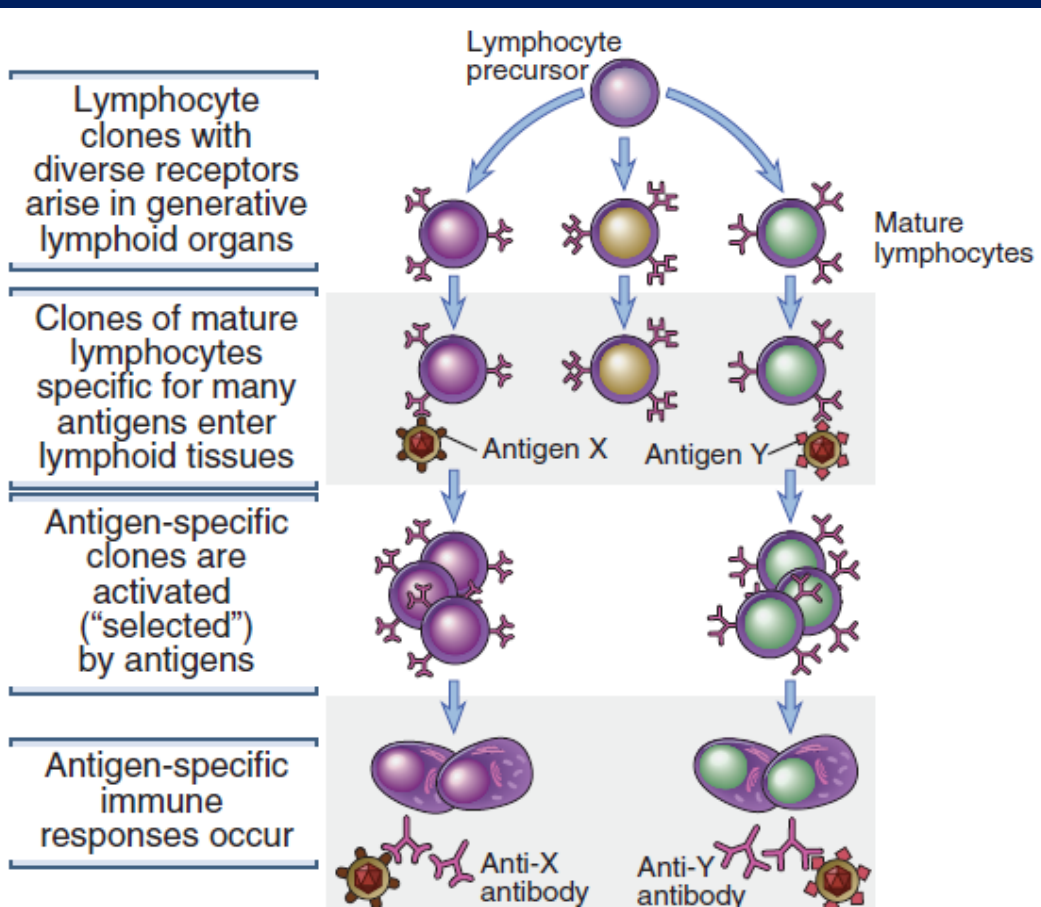 Lymphocyte
precursor
Lymphocyte
clones with
diverse receptors
arise in generative
lymphoid organs
Mature
lymphocytes
Clones of mature
lymphocytes
specific for many
antigens enter
lymphoid tissues
Antigen X
Antigen Y
Antigen-specific
clones are
activated
(“selected”)
by antigens
Antigen-specific
immune
responses occur
Anti-X
antibody
Anti-Y
antibody